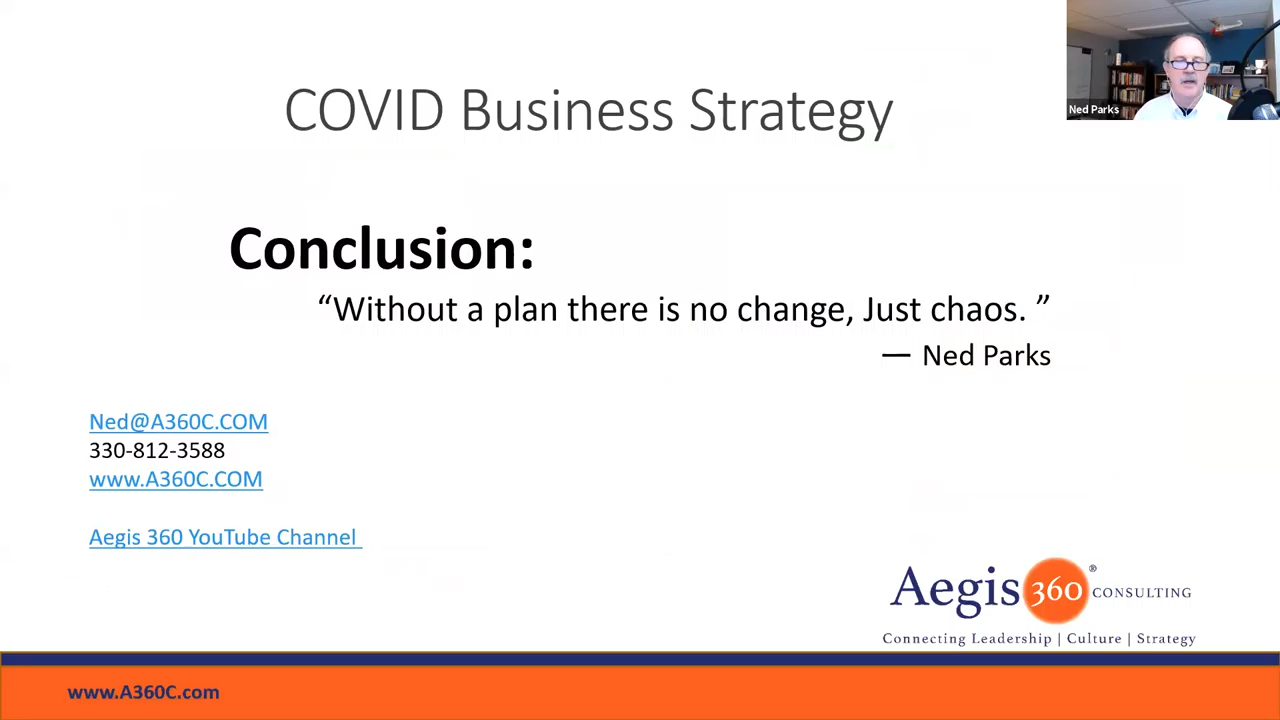 COVID Business Strategy
Ned Parks
Conclusion:
“Without a plan there is no change, Just chaos. ”
— Ned Parks
Ned@A360C.COM
330-812-3588
www.A360C.COM
Aegis 360 YouTube Channel
Aegis 360 ® CONSULTING
Connecting Leadership | Culture | Strategy
www.A360C.com